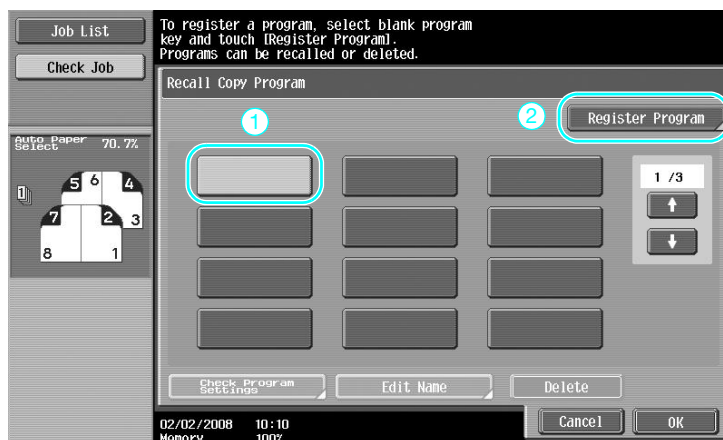 Job List
Check Job
To register a program, select blank program
key and touch [Register Program].
Programs can be recalled or deleted.
Recall Copy Program
1
2
Register Program
Auto Paper
Select
70.7%
1
5 6 4
7 2 3
8 1
1 /3
↑
↓
Check Program
Settings
Edit Name
Delete
02/02/2008 10:10
Memory 100%
Cancel
OK